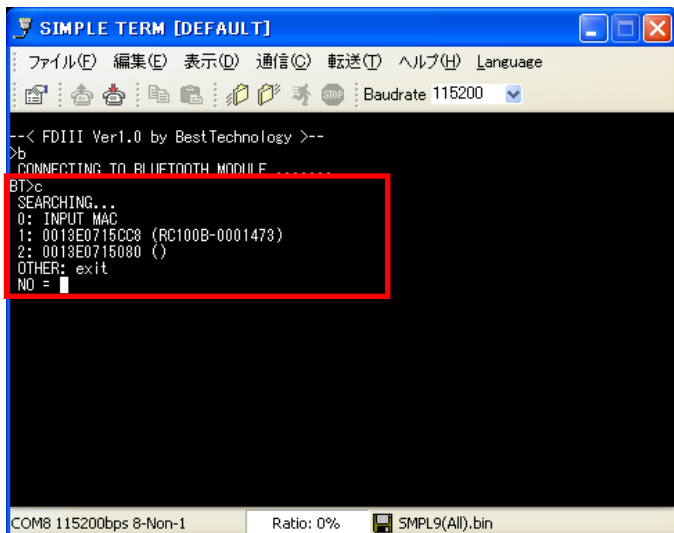 SIMPLE TERM [DEFAULT]
ファイル(F) 編集(E) 表示(D) 通信(C) 転送(T) ヘルプ(H) Language
STOP Baudrate 115200
--< FDIII Ver1.0 by BestTechnology >--
>b
CONNECTING TO BLUETOOTH MODULE .......
BT>c
SEARCHING...
0: INPUT MAC
1: 0013E0715CC8 (RC100B-0001473)
2: 0013E0715080 ()
OTHER: exit
NO =
COM8 115200bps 8-Non-1 Ratio: 0% SMPL9(All).bin